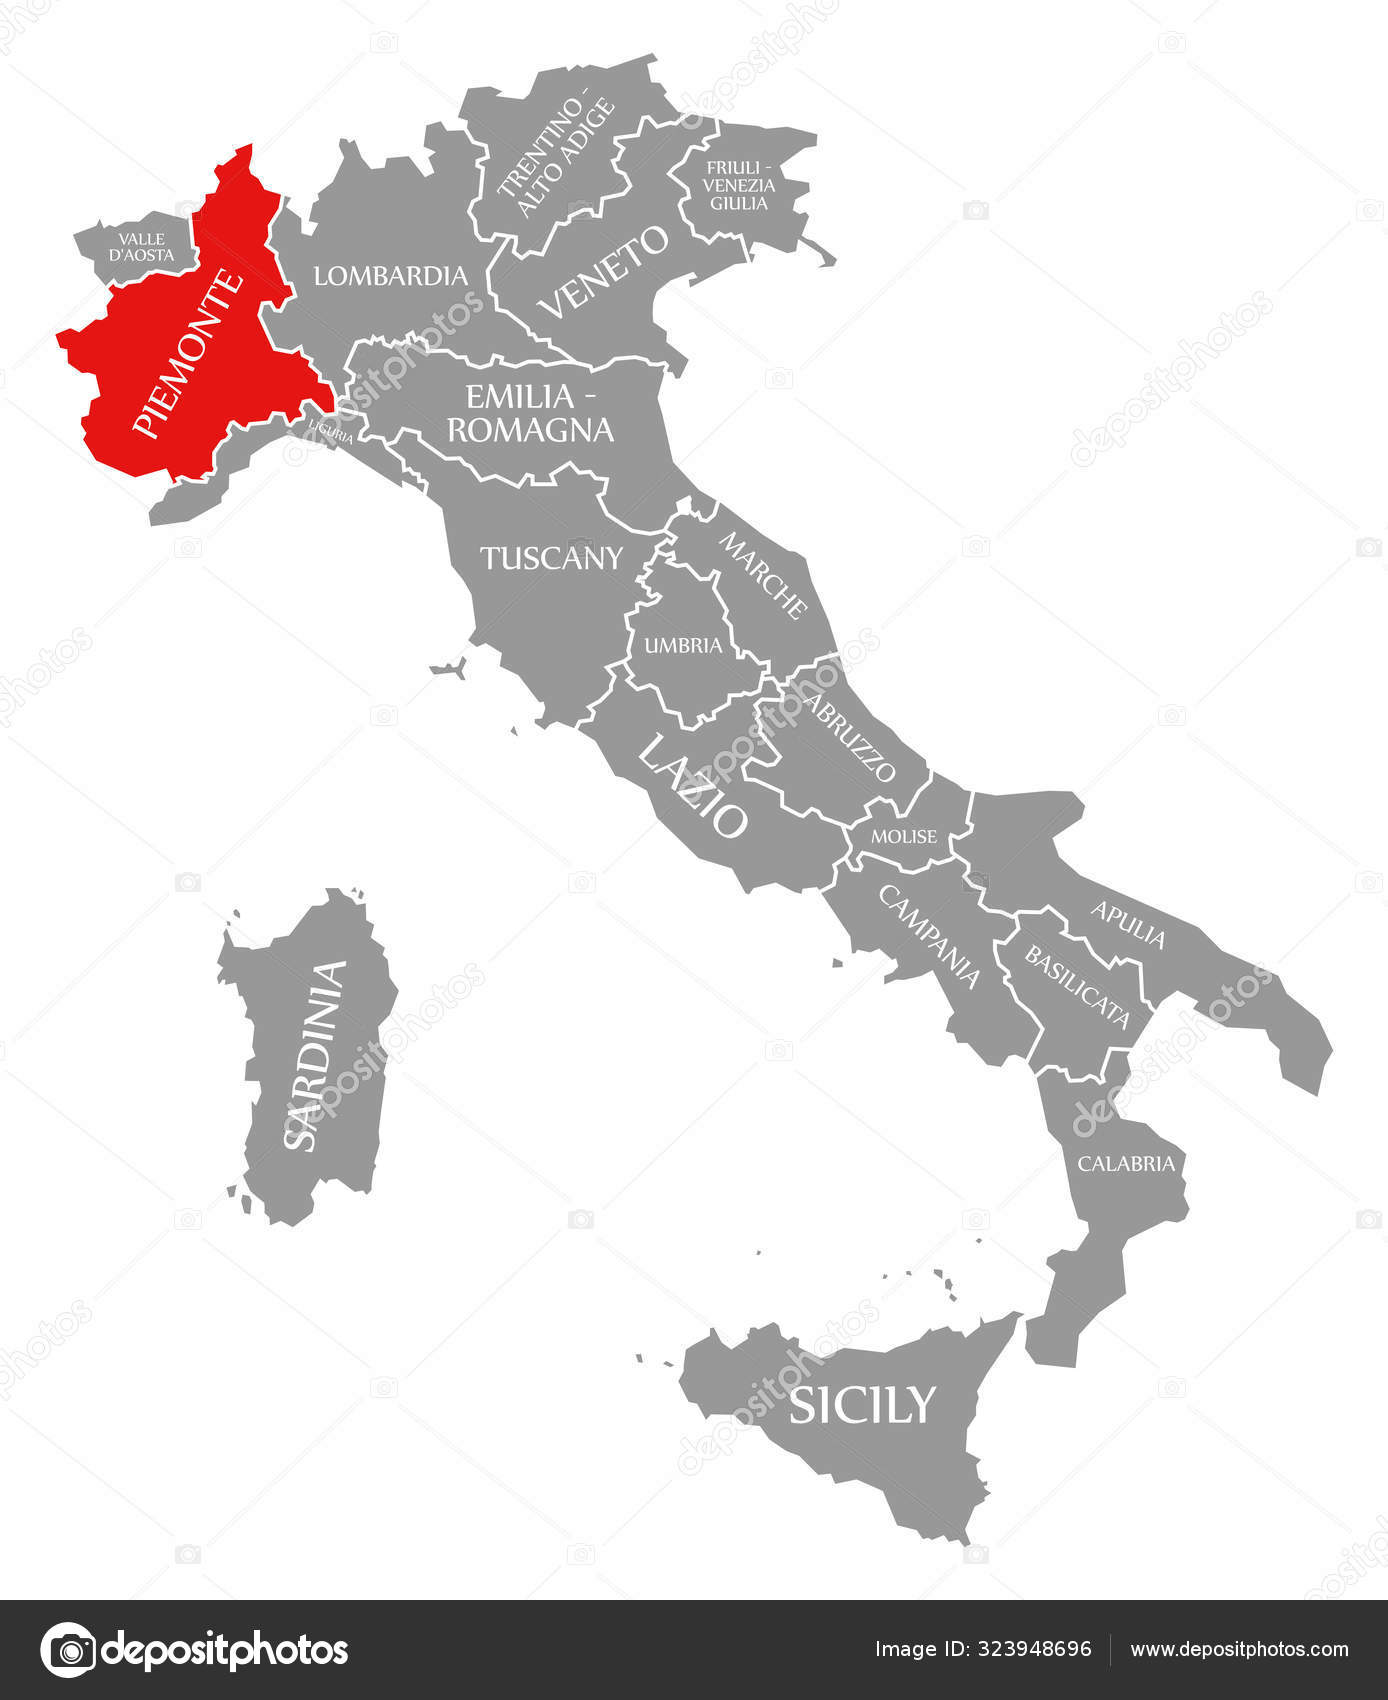 TRENTINO -
ALTO ADIGE
FRIULI -
VENEZIA
GIULIA
VALLE
D'AOSTA
LOMBARDIA
VENETO
PIEMONTE
EMILIA -
ROMAGNA
LIGURIA
TUSCANY
MARCHE
UMBRIA
ABRUZZO
LAZIO
MOLISE
CAMPANIA
APULIA
BASILICATA
SARDINIA
CALABRIA
SICILY
depositphotos
Image ID: 323948696
www.depositphotos.com